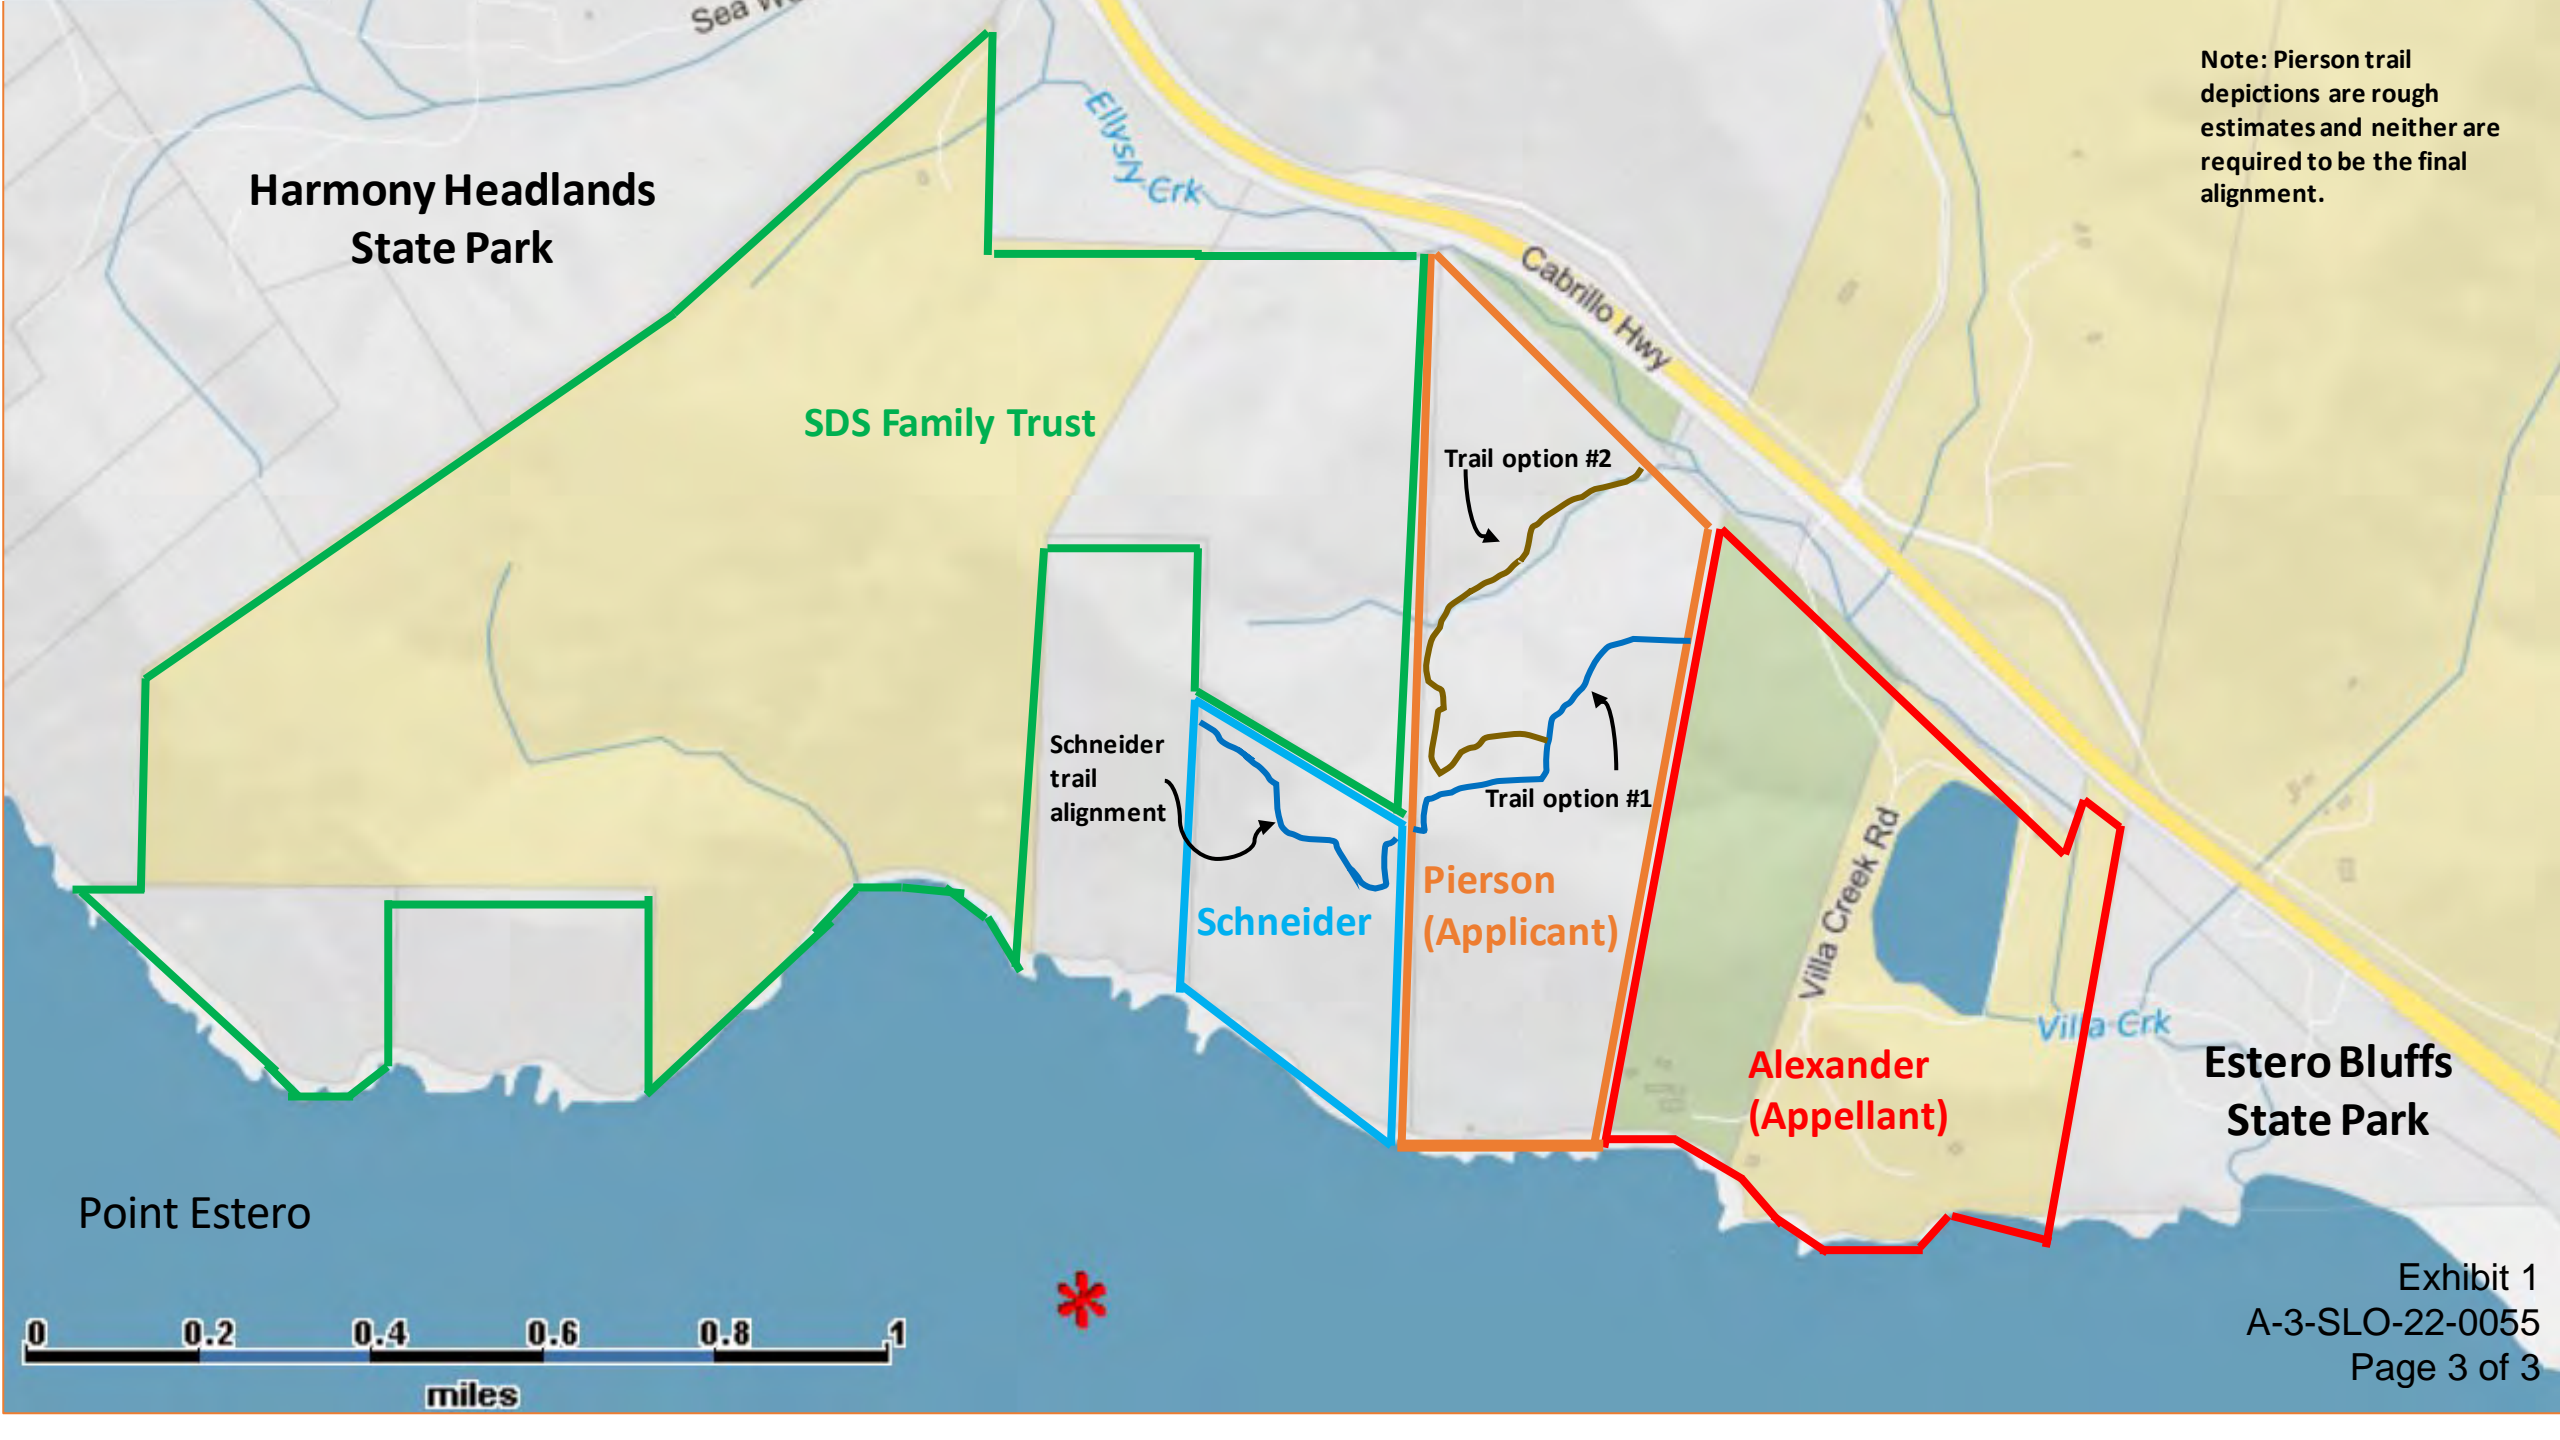 Sea W
Note: Pierson trail
depictions are rough
estimates and neither are
required to be the final
alignment.
Ellysly Crk
Harmony Headlands
State Park
Cabrillo Hwy
SDS Family Trust
Trail option #2
Schneider
trail
alignment
Trail option #1
Villa Creek Rd
Pierson
(Applicant)
Schneider
Villa Crk
Alexander
(Appellant)
Estero Bluffs
State Park
Point Estero
Exhibit 1
A-3-SLO-22-0055
Page 3 of 3
0 0.2 0.4 0.6 0.8 1
miles